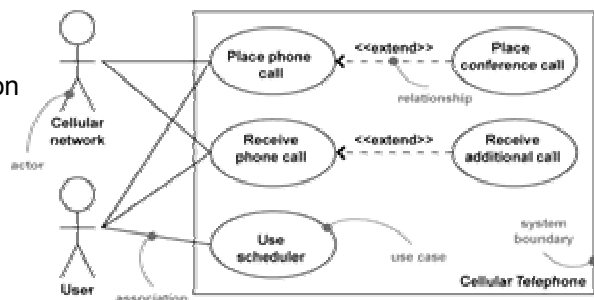 on
Place phone
call
<<extend>>
Place
conference call
relationship
Cellular
network
actor
Receive
phone call
<<extend>>
Receive
additional call
Use
scheduler
use case
system
boundary
User
association
Cellular Telephone